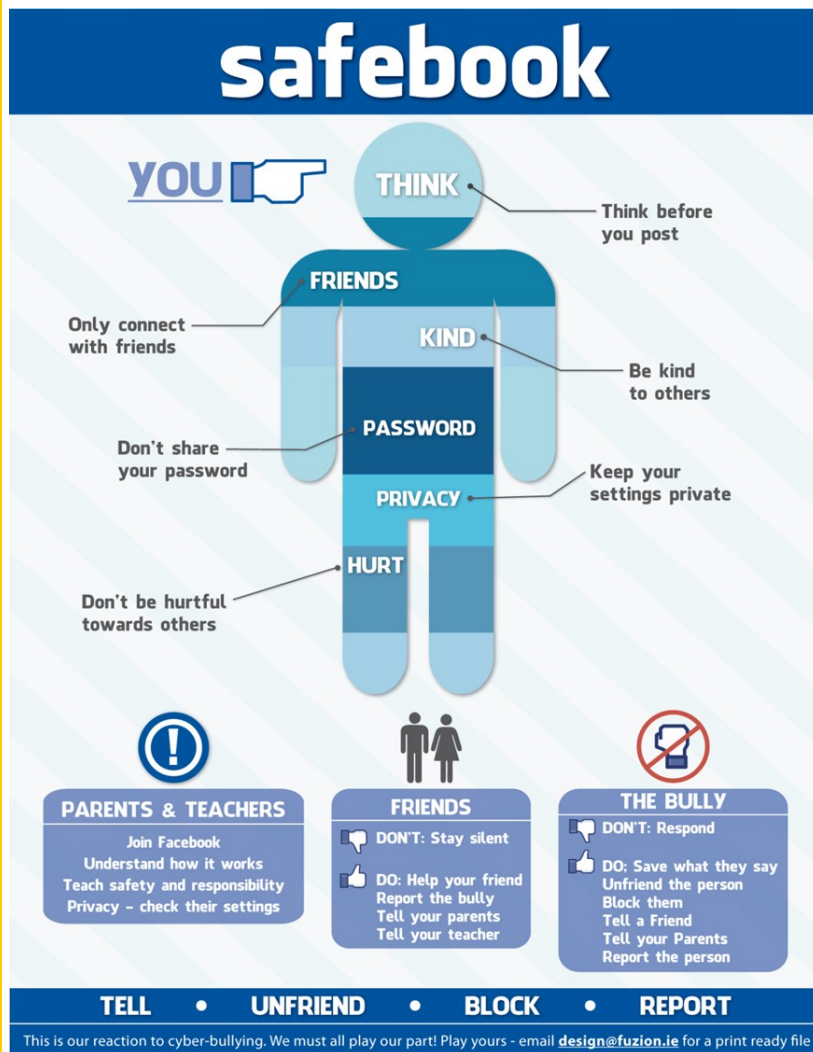 safebook
YOU
THINK
Think before
you post
FRIENDS
Only connect
with friends
KIND
Be kind
to others
PASSWORD
Don't share
your password
PRIVACY
Keep your
settings private
HURT
Don't be hurtful
towards others
PARENTS & TEACHERS
Join Facebook
Understand how it works
Teach safety and responsibility
Privacy – check their settings
FRIENDS
DON'T: Stay silent
DO: Help your friend
Report the bully
Tell your parents
Tell your teacher
THE BULLY
DON'T: Respond
DO; Save what they say
Unfriend the person
Block them
Tell a Friend
Tell your Parents
Report the person
TELL • UNFRIEND • BLOCK • REPORT
This is our reaction to cyber-bullying. We must all play our part! Play yours - email design@fuzion.ie for a print ready file